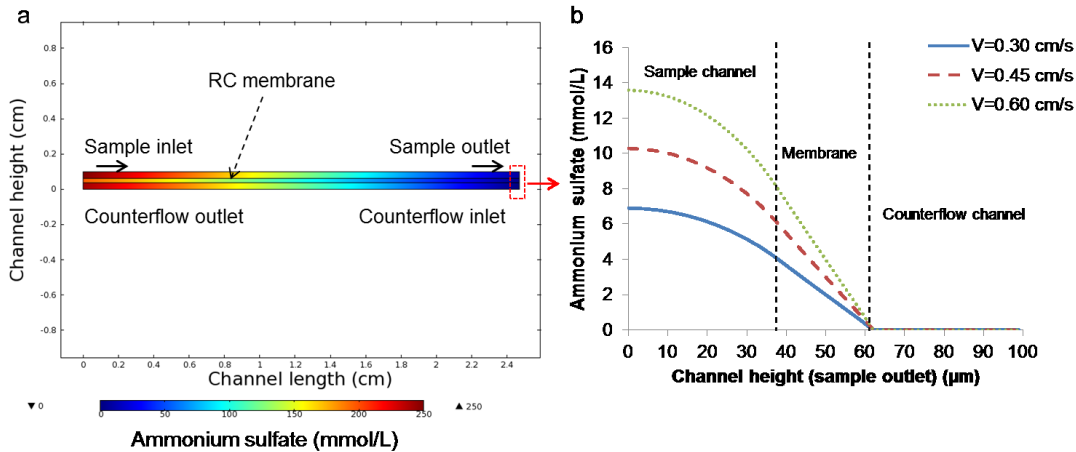 a
Channel height (cm)
0.8
0.6
0.4
0.2
0
-0.2
-0.4
-0.6
-0.8
RC membrane
Sample inlet
Sample outlet
Counterflow outlet
Counterflow inlet
0 0.2 0.4 0.6 0.8 1 1.2 1.4 1.6 1.8 2 2.2 2.4
Channel length (cm)
▼ 0
▲ 250
0 50 100 150 200 250
Ammonium sulfate (mmol/L)
b
V=0.30 cm/s
V=0.45 cm/s
V=0.60 cm/s
Ammonium sulfate (mmol/L)
16
14
12
10
8
6
4
2
0
Sample channel
Membrane
Counterflow channel
0 10 20 30 40 50 60 70 80 90 100
Channel height (sample outlet) (µm)